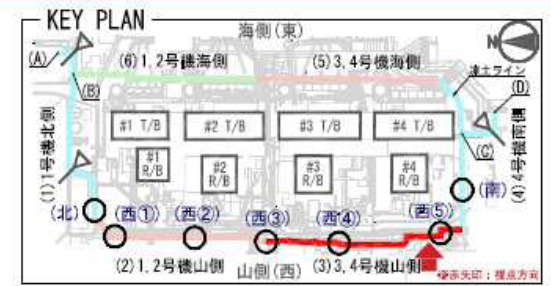 KEY PLAN
海側(東)
N
(A)
(6)1,2号機海側
(5)3,4号機海側
凍土ライン
(D)
(B)
#1 T/B
#2 T/B
#3 T/B
#4 T/B
(C)
(1)1号機北側
#1
R/B
#2
R/B
#3
R/B
#4
R/B
(4)4号機南側
(北)
(西①)
(西②)
(西③)
(西④)
(西⑤)
(南)
(2)1,2号機山側
山側(西)
(3)3,4号機山側
※赤矢印：視点方向